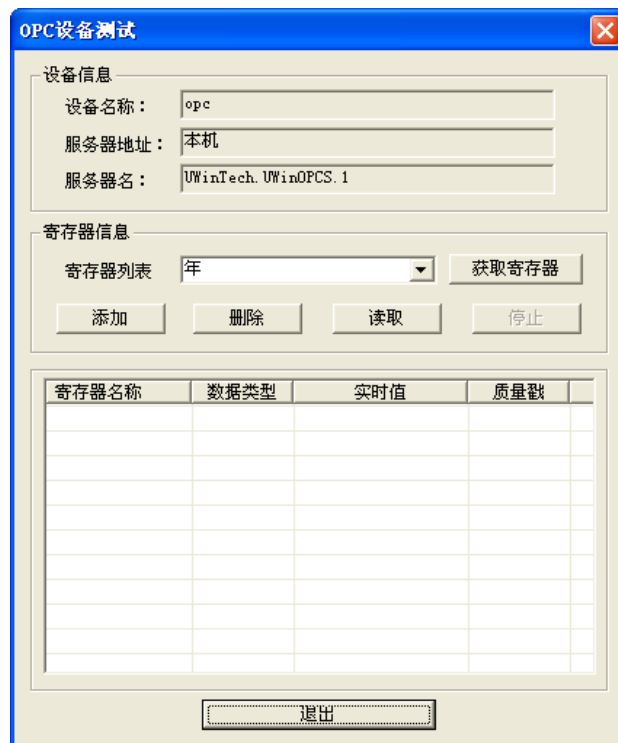 OPC设备测试
设备信息
设备名称： opc
服务器地址： 本机
服务器名： UWinTech.UWinOPCS.1
寄存器信息
寄存器列表 年 获取寄存器
添加 删除 读取 停止
寄存器名称 数据类型 实时值 质量戳
退出